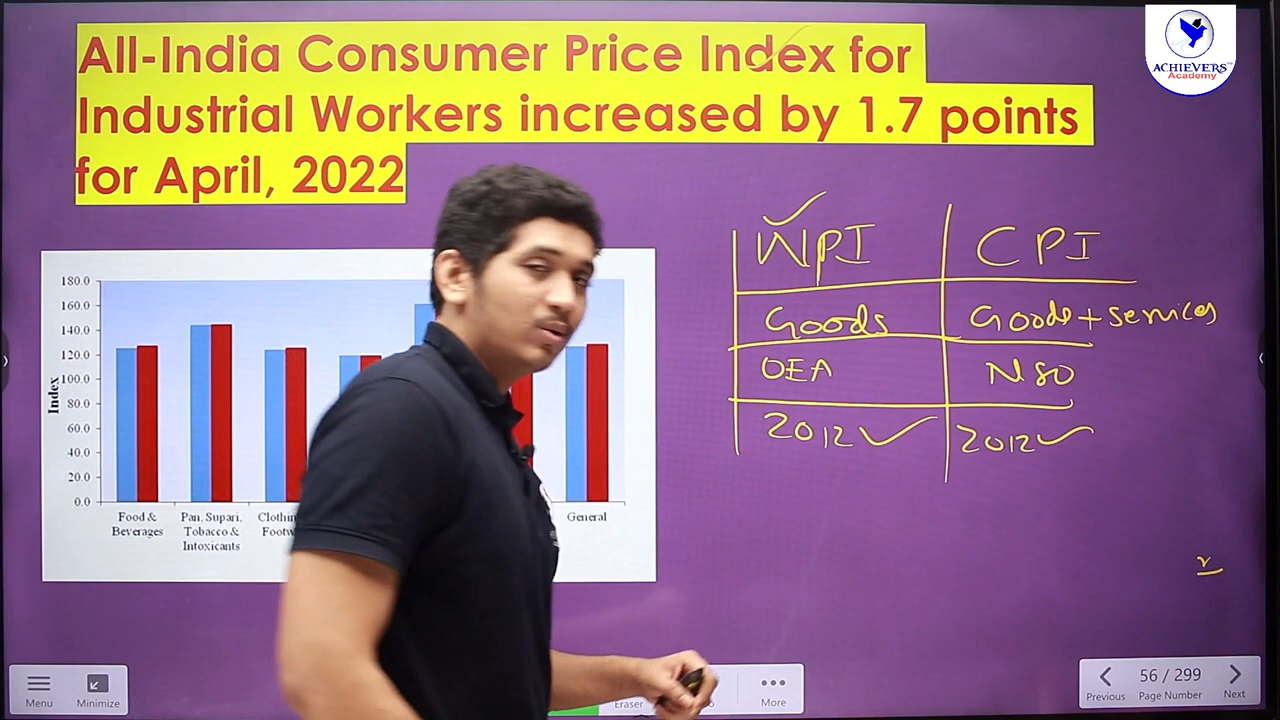 All-India Consumer Price Index for
Industrial Workers increased by 1.7 points
for April, 2022
ACHIEVERS
Academy
WPI
CPI
Goods
Goods + Services
OEA
NSO
2012
2012
Index
180.0
160.0
140.0
120.0
100.0
80.0
60.0
40.0
20.0
0.0
Food &
Beverages
Pan, Supari,
Tobacco &
Intoxicants
General
Menu
Minimize
Eraser
More
Previous
56 / 299
Page Number
Next